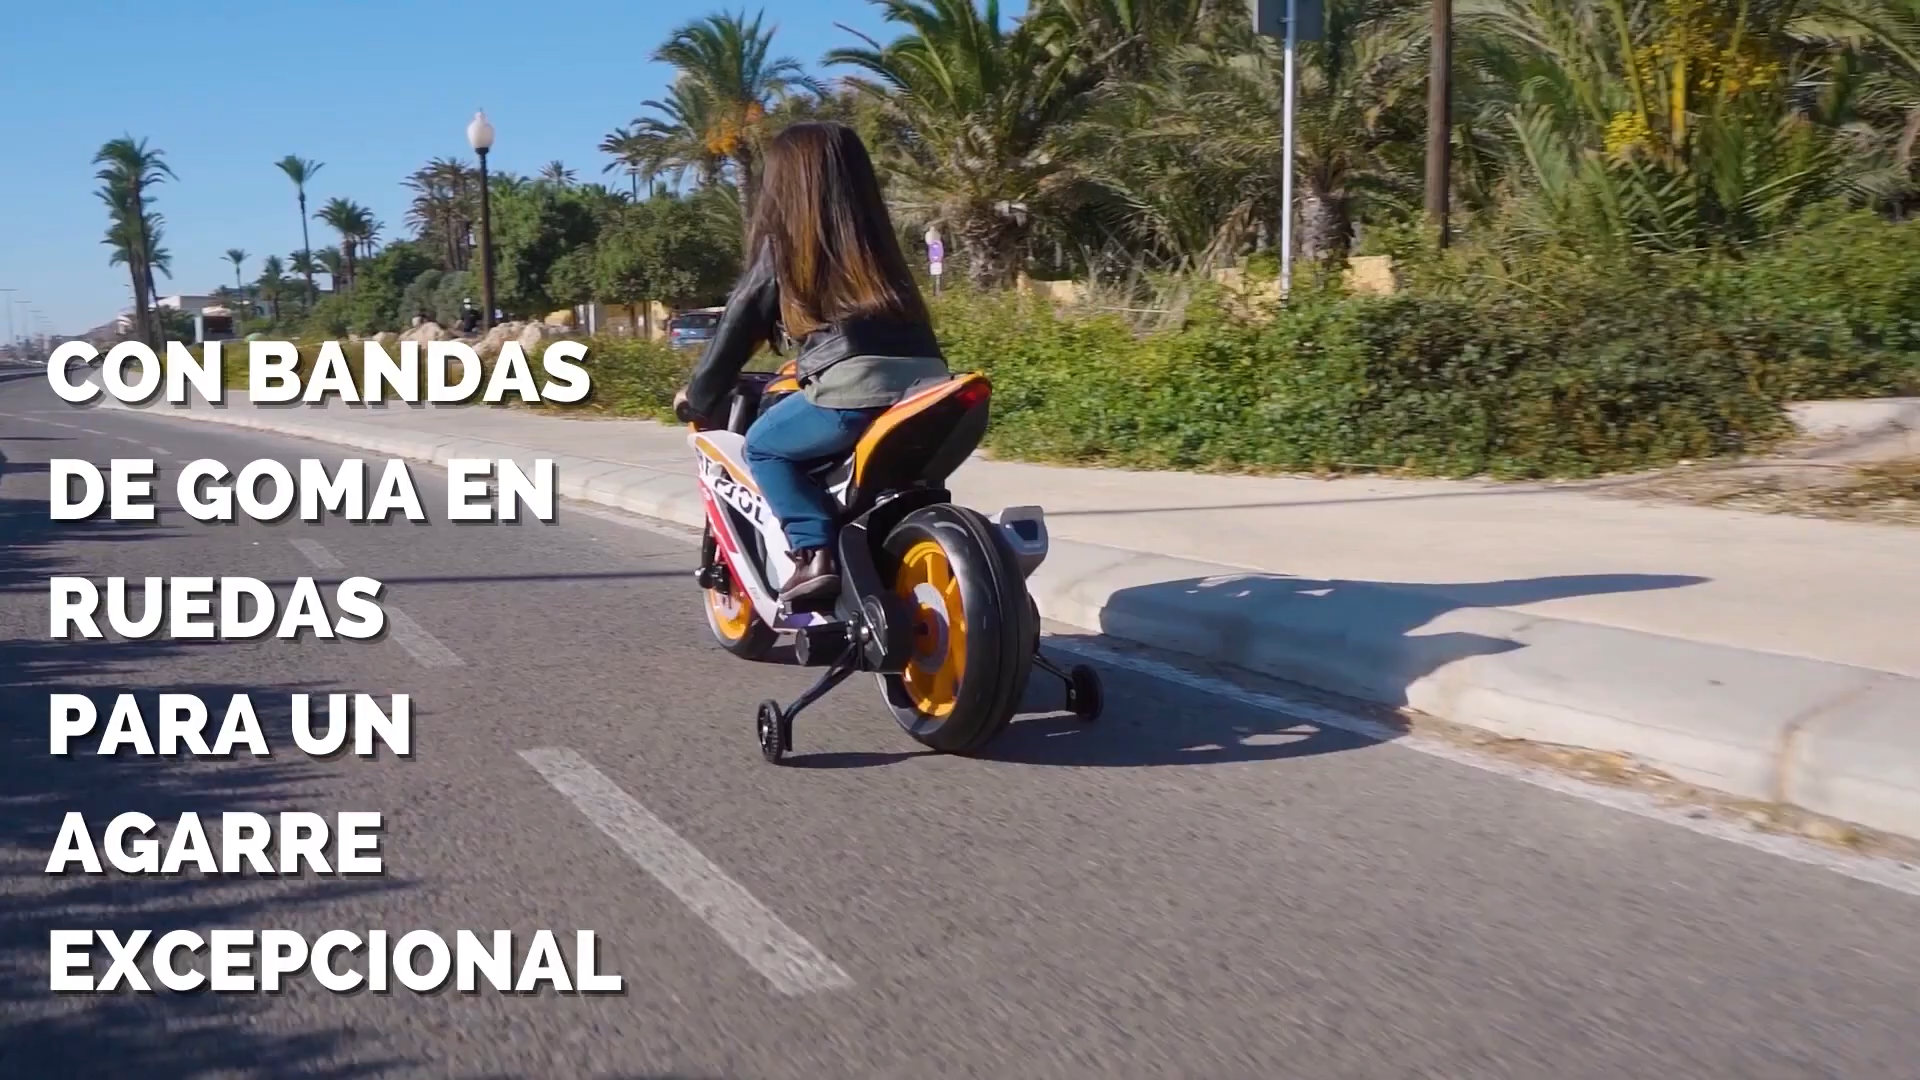 CON BANDAS
DE GOMA EN
RUEDAS
PARA UN
AGARRE
EXCEPCIONAL